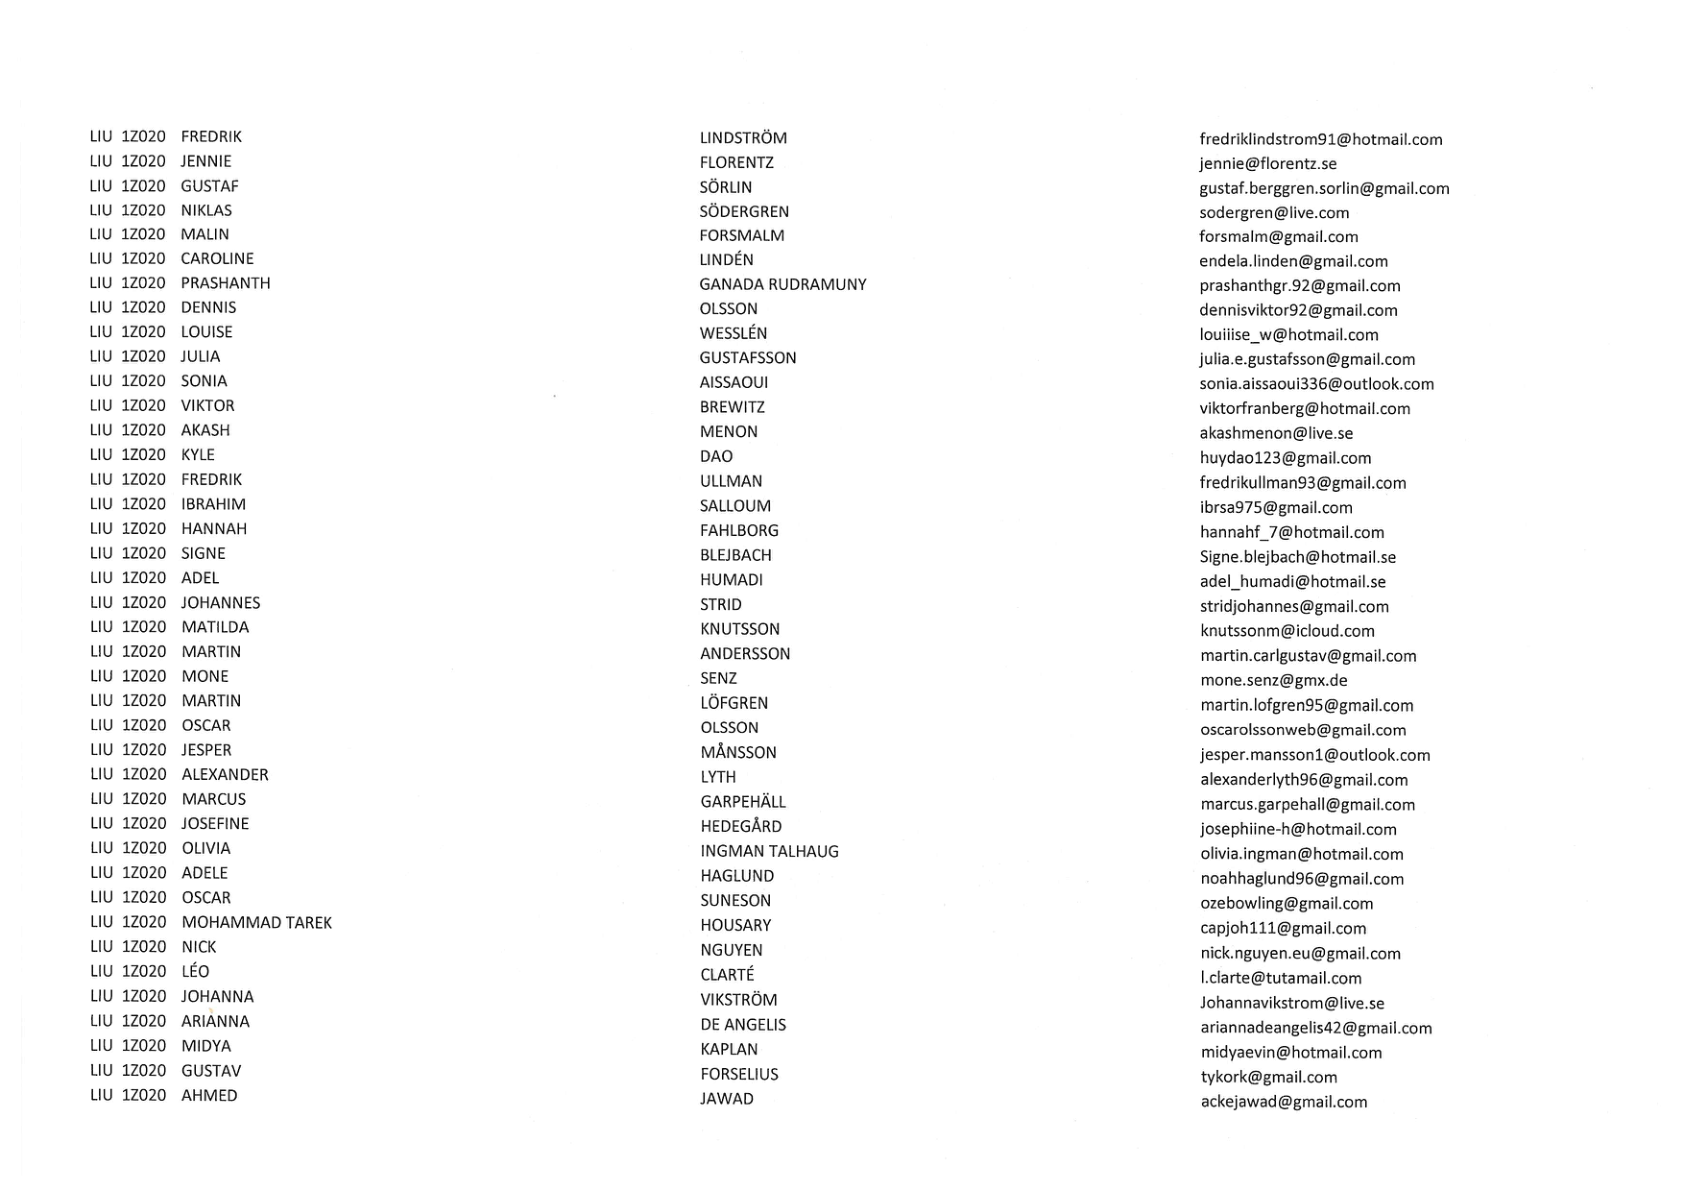 LIU 1Z020 FREDRIK LINDSTRÖM fredriklindstrom91@hotmail.com
LIU 1Z020 JENNIE FLORENTZ jennie@florentz.se
LIU 1Z020 GUSTAF SÖRLIN gustaf.berggren.sorlin@gmail.com
LIU 1Z020 NIKLAS SÖDERGREN sodergren@live.com
LIU 1Z020 MALIN FORSMALM forsmalm@gmail.com
LIU 1Z020 CAROLINE LINDÉN endela.linden@gmail.com
LIU 1Z020 PRASHANTH GANADA RUDRAMUNY prashanthgr.92@gmail.com
LIU 1Z020 DENNIS OLSSON dennisviktor92@gmail.com
LIU 1Z020 LOUISE WESSLÉN louiiise_w@hotmail.com
LIU 1Z020 JULIA GUSTAFSSON julia.e.gustafsson@gmail.com
LIU 1Z020 SONIA AISSAOUI sonia.aissaoui336@outlook.com
LIU 1Z020 VIKTOR BREWITZ viktorfranberg@hotmail.com
LIU 1Z020 AKASH MENON akashmenon@live.se
LIU 1Z020 KYLE DAO huydao123@gmail.com
LIU 1Z020 FREDRIK ULLMAN fredrikullman93@gmail.com
LIU 1Z020 IBRAHIM SALLOUM ibrsa975@gmail.com
LIU 1Z020 HANNAH FAHLBORG hannahf_7@hotmail.com
LIU 1Z020 SIGNE BLEJBACH Signe.blejbach@hotmail.se
LIU 1Z020 ADEL HUMADI adel_humadi@hotmail.se
LIU 1Z020 JOHANNES STRID stridjohannes@gmail.com
LIU 1Z020 MATILDA KNUTSSON knutssonm@icloud.com
LIU 1Z020 MARTIN ANDERSSON martin.carlgustav@gmail.com
LIU 1Z020 MONE SENZ mone.senz@gmx.de
LIU 1Z020 MARTIN LÖFGREN martin.lofgren95@gmail.com
LIU 1Z020 OSCAR OLSSON oscarolssonweb@gmail.com
LIU 1Z020 JESPER MÅNSSON jesper.mansson1@outlook.com
LIU 1Z020 ALEXANDER LYTH alexanderlyth96@gmail.com
LIU 1Z020 MARCUS GARPEHÄLL marcus.garpehall@gmail.com
LIU 1Z020 JOSEFINE HEDEGÅRD josephiine-h@hotmail.com
LIU 1Z020 OLIVIA INGMAN TALHAUG olivia.ingman@hotmail.com
LIU 1Z020 ADELE HAGLUND noahhaglund96@gmail.com
LIU 1Z020 OSCAR SUNESON ozebowling@gmail.com
LIU 1Z020 MOHAMMAD TAREK HOUSARY capjoh111@gmail.com
LIU 1Z020 NICK NGUYEN nick.nguyen.eu@gmail.com
LIU 1Z020 LÉO CLARTÉ l.clarte@tutamail.com
LIU 1Z020 JOHANNA VIKSTRÖM Johannavikstrom@live.se
LIU 1Z020 ARIANNA DE ANGELIS ariannadeangelis42@gmail.com
LIU 1Z020 MIDYA KAPLAN midyaevin@hotmail.com
LIU 1Z020 GUSTAV FORSELIUS tykork@gmail.com
LIU 1Z020 AHMED JAWAD ackejawad@gmail.com